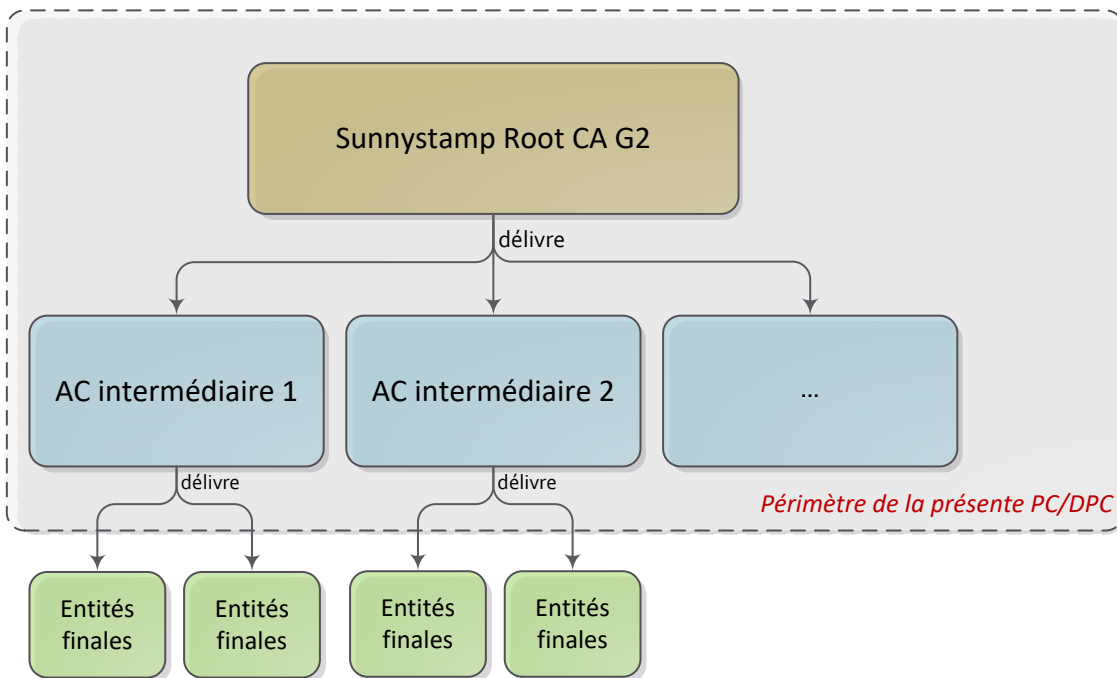 Sunnystamp Root CA G2
délivre
AC intermédiaire 1
AC intermédiaire 2
...
délivre
délivre
Périmètre de la présente PC/DPC
Entités
finales
Entités
finales
Entités
finales
Entités
finales